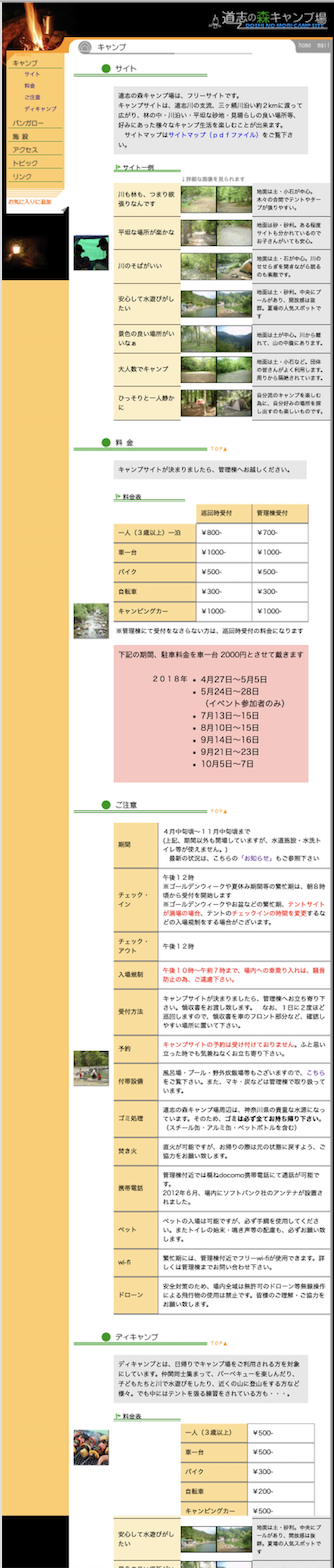 道志の森キャンプ場
DOSHI NO MORI CAMP SITE
home mail
キャンプ
サイト
料金
ご注意
ディキャンプ
バンガロー
施設
アクセス
トピック
リンク
お気に入りに追加
キャンプ
サイト
道志の森キャンプ場は、フリーサイトです。
キャンプサイトは、道志川の支流、三ヶ瀬川沿い約２kmに渡って
広がり、林の中・川沿い・平坦な砂地・見晴らしの良い場所等、
好みにあった様々なキャンプ生活を楽しむことが出来ます。
サイトマップはサイトマップ（ｐｄｆファイル）をご覧下さ
い。
サイト一例
↓詳細な画像を見られます
川も林も、つまり欲
張りなんです
地面は土・小石が中心。
木々の合間でテントやター
プが張りやすい。
平坦な場所が楽かな
地面は砂・砂利。ある程度
サイトも分かれているので
お子さんがいても安心。
川のそばがいい
地面は土・石が中心。川の
せせらぎを聞きながら眠る
のも素敵です。
安心して水遊びがし
たい
地面は土・砂利。中央にプ
ールがあり、開放感は抜
群。夏場の人気スポットで
す
景色の良い場所がい
いなぁ
地面は土が中心。川から離
れて、山の中腹にあります。
大人数でキャンプ
地面は土・小石など。団体
の皆さんがよく利用します。
周りから隔絶されています。
ひっそりと一人静か
に
自分流のキャンプを楽しむ
為に、自分好みの場所を探
し出すのも楽しいものです。
料 金
TOP▲
キャンプサイトが決まりましたら、管理棟へお越しください。
料金表
巡回時受付 管理棟受付
一人（３歳以上）一泊 ￥800- ￥700-
車一台 ￥1000- ￥1000-
バイク ￥500- ￥500-
自転車 ￥300- ￥300-
キャンピングカー ￥1000- ￥1000-
※管理棟にて受付をなさらない方は、巡回時受付の料金になります
下記の期間、駐車料金を車一台 2000円とさせて戴きます
２０１８年 • 4月27日～5月5日
• 5月24日～28日
（イベント参加者のみ）
• 7月13日～15日
• 8月10日～15日
• 9月14日～16日
• 9月21日～23日
• 10月5日～7日
ご注意
TOP▲
期間
４月中旬頃～１１月中旬頃まで
(上記、期間以外も開場していますが、水道施設・水洗ト
イレ等が使えません。)
最新の状況は、こちらの「お知らせ」もご参照下さい
チェック・
イン
午後１２時
※ゴールデンウィークや夏休み期間等の繁忙期は、朝８時
頃から受付を開始します
※ゴールデンウィークやお盆などの繁忙期、テントサイト
が満場の場合、テントのチェックインの時間を変更するな
どの入場規制をする場合がございます。
チェック・
アウト
午後１２時
入場規制
午後１０時～午前７時まで、場内への車乗り入れは、騒音
防止の為、ご遠慮下さい。
受付方法
キャンプサイトが決まりましたら、管理棟へお立ち寄り下
さい。領収書をお渡し致します。 なお、１日に２度ほど
巡回しますので、領収書を車のフロント部分など、確認し
やすい場所に置いて下さい。
予約
キャンプサイトの予約は受け付けておりません。ふと思い
立った時でも気兼ねなくお立ち寄り下さい。
付帯設備
風呂場・プール・野外炊飯場等もございますので、こちら
をご覧下さい。また、マキ・炭などは管理棟で取り扱って
います。
ゴミ処理
道志の森キャンプ場周辺は、神奈川県の貴重な水源になっ
ています。そのため、ゴミは必ず全てお持ち帰り下さい。
（スチール缶・アルミ缶・ペットボトルを含む）
焚き火
直火が可能ですが、お帰りの際は元の状態に戻すよう、ご
協力をお願い致します。
携帯電話
管理棟付近では概ねdocomo携帯電話にて通話が可能で
す。
2012年６月、場内にソフトバンク社のアンテナが設置さ
れました。
ペット
ペットの入場は可能ですが、必ず手綱を使用してくださ
い。またトイレの始末・鳴き声等の配慮も、必ずお願い致
します。
wi-fi
繁忙期には、管理棟付近でフリーwi-fiが使用できます。詳
しくは管理棟までお問い合わせ下さい。
ドローン
安全対策のため、場内全域は無許可のドローン等無線操作
による飛行物の使用は禁止です。皆様のご理解・ご協力を
お願い致します。
ディキャンプ
TOP▲
ディキャンプとは、日帰りでキャンプ場をご利用される方を対象
にしています。仲間同士集まって、バーベキューを楽しんだり、
子どもたちと川で水遊びをしたり、近くの山に登山をする方など
様々。でも中にはテントを張る練習をされている方も・・・。
料金表
一人（３歳以上） ￥500-
車一台 ￥500-
バイク ￥300-
自転車 ￥200-
キャンピングカー ￥500-
安心して水遊びがし
たい
地面は土・砂利。中央にプ
ールがあり、開放感は抜
群。夏場の人気スポットで
す